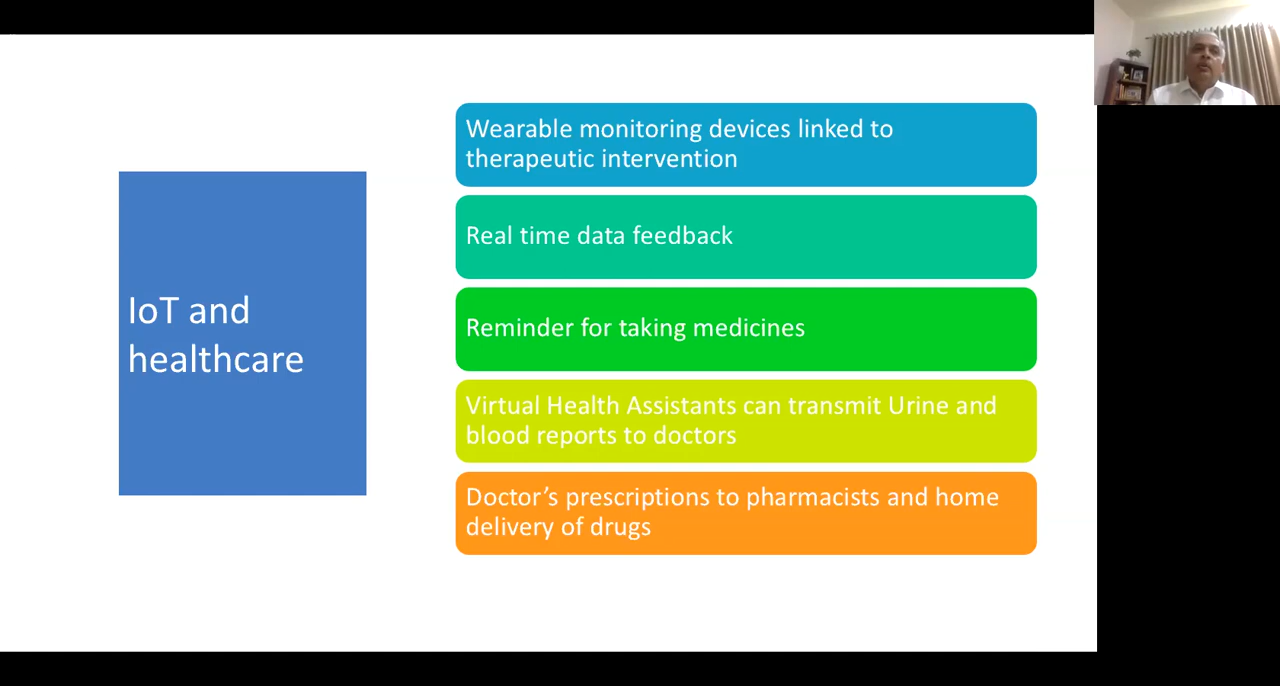 IoT and
healthcare
Wearable monitoring devices linked to
therapeutic intervention
Real time data feedback
Reminder for taking medicines
Virtual Health Assistants can transmit Urine and
blood reports to doctors
Doctor’s prescriptions to pharmacists and home
delivery of drugs